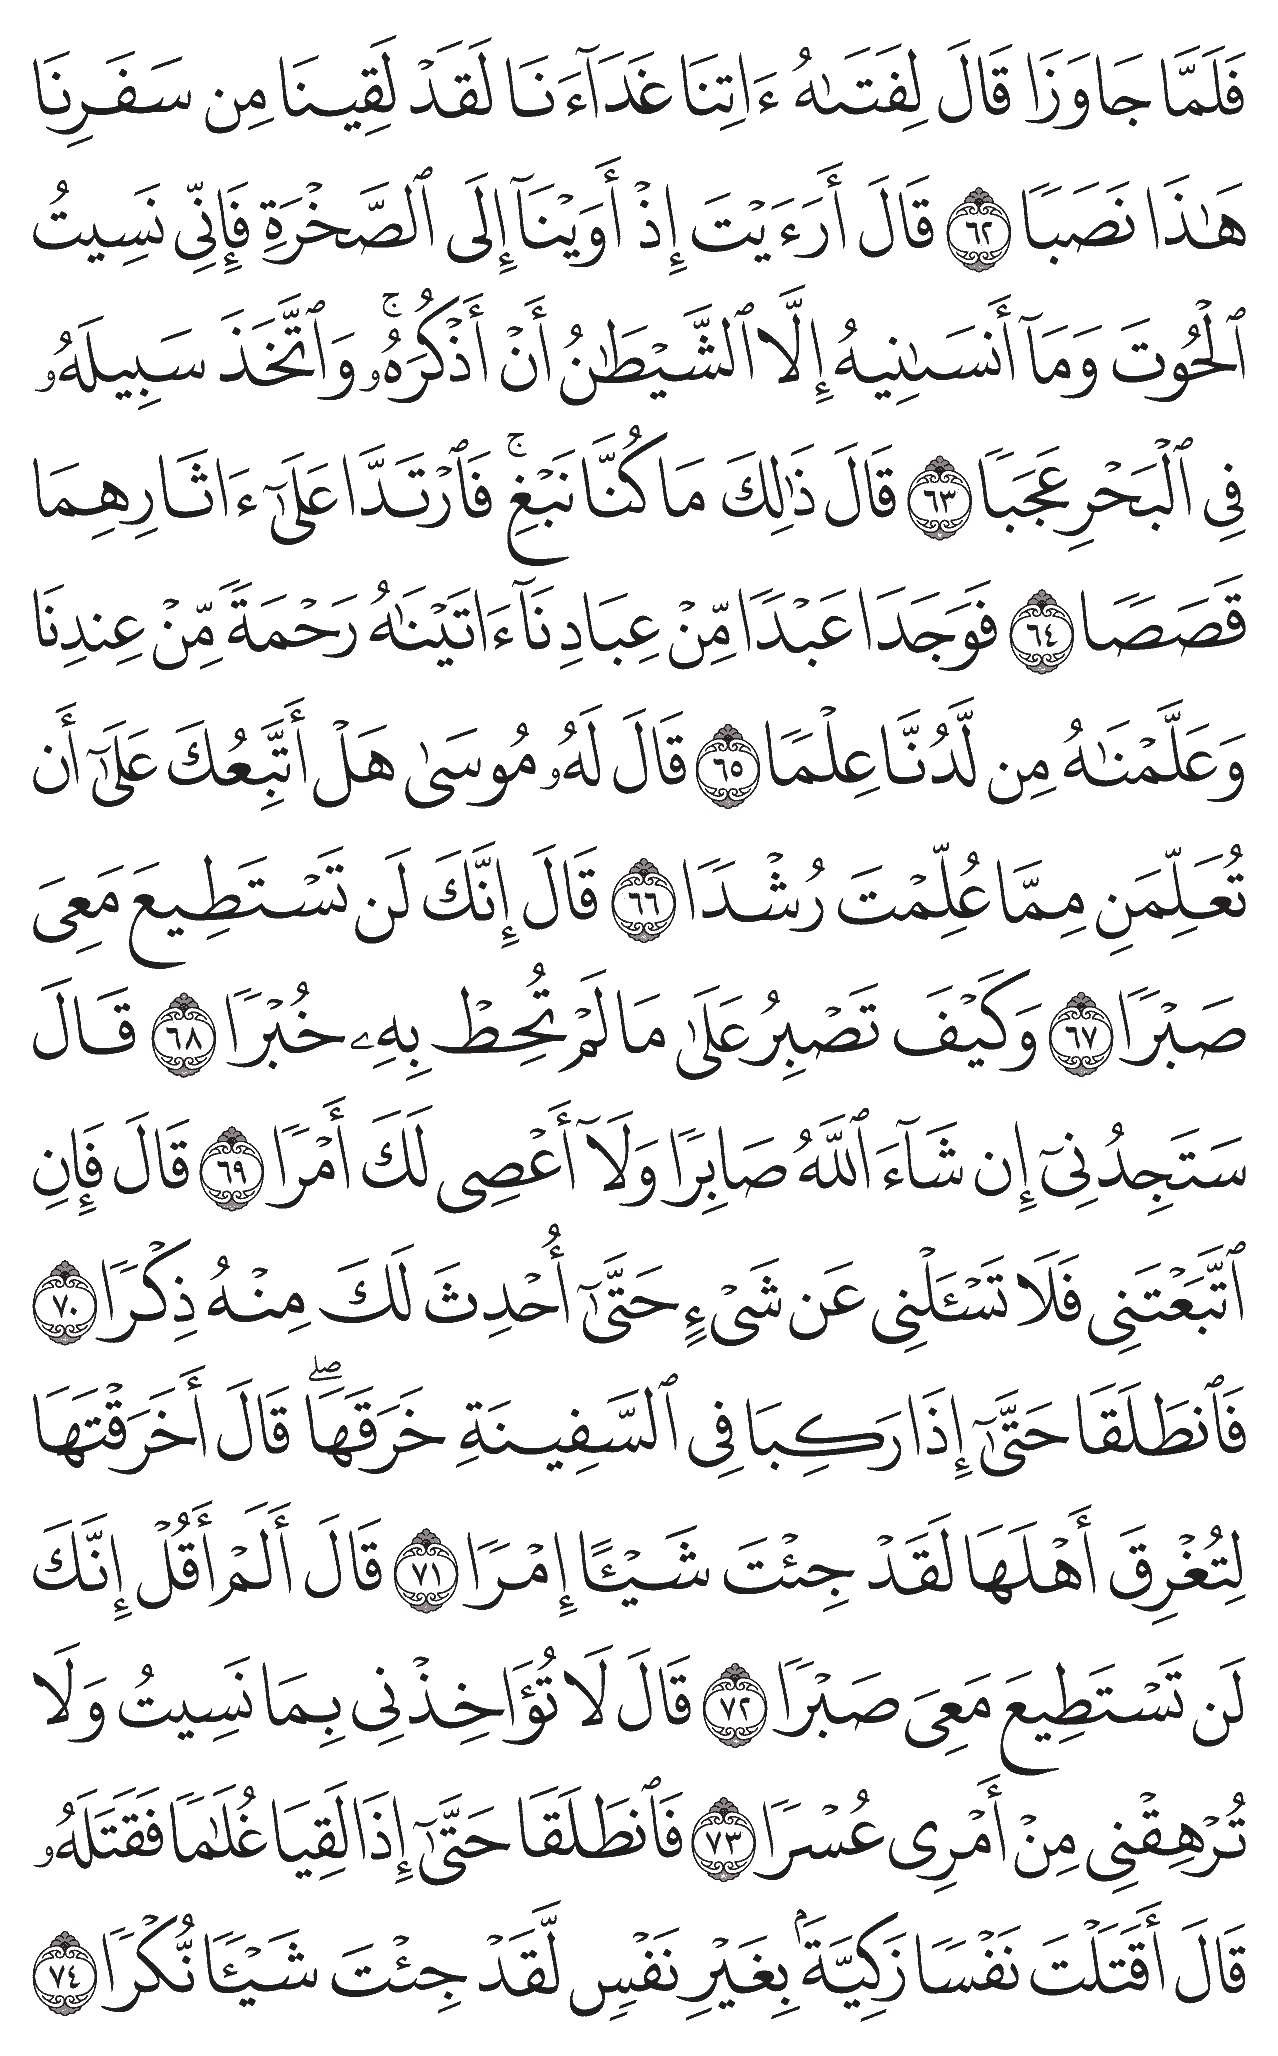 فَلَمَّا جَاوَزَا قَالَ لِفَتَىٰهُ ءَاتِنَا غَدَآءَنَا لَقَدْ لَقِينَا مِن سَفَرِنَا
هَـٰذَا نَصَبًا ٦٢ قَالَ أَرَءَيْتَ إِذْ أَوَيْنَآ إِلَى ٱلصَّخْرَةِ فَإِنِّى نَسِيتُ
ٱلْحُوتَ وَمَآ أَنسَىٰنِيهُ إِلَّا ٱلشَّيْطَـٰنُ أَنْ أَذْكُرَهُۥ ۚ وَٱتَّخَذَ سَبِيلَهُۥ
فِى ٱلْبَحْرِ عَجَبًا ٦٣ قَالَ ذَٰلِكَ مَا كُنَّا نَبْغِ ۚ فَٱرْتَدَّا عَلَىٰٓ ءَاثَارِهِمَا
قَصَصًا ٦٤ فَوَجَدَا عَبْدًا مِّنْ عِبَادِنَآ ءَاتَيْنَـٰهُ رَحْمَةً مِّنْ عِندِنَا
وَعَلَّمْنَـٰهُ مِن لَّدُنَّا عِلْمًا ٦٥ قَالَ لَهُۥ مُوسَىٰ هَلْ أَتَّبِعُكَ عَلَىٰٓ أَن
تُعَلِّمَنِ مِمَّا عُلِّمْتَ رُشْدًا ٦٦ قَالَ إِنَّكَ لَن تَسْتَطِيعَ مَعِىَ
صَبْرًا ٦٧ وَكَيْفَ تَصْبِرُ عَلَىٰ مَا لَمْ تُحِطْ بِهِۦ خُبْرًا ٦٨ قَالَ
سَتَجِدُنِىٓ إِن شَآءَ ٱللَّهُ صَابِرًا وَلَآ أَعْصِى لَكَ أَمْرًا ٦٩ قَالَ فَإِنِ
ٱتَّبَعْتَنِى فَلَا تَسْـَٔلْنِى عَن شَىْءٍ حَتَّىٰٓ أُحْدِثَ لَكَ مِنْهُ ذِكْرًا ٧٠
فَٱنطَلَقَا حَتَّىٰٓ إِذَا رَكِبَا فِى ٱلسَّفِينَةِ خَرَقَهَا ۖ قَالَ أَخَرَقْتَهَا
لِتُغْرِقَ أَهْلَهَا لَقَدْ جِئْتَ شَيْـًٔا إِمْرًا ٧١ قَالَ أَلَمْ أَقُلْ إِنَّكَ
لَن تَسْتَطِيعَ مَعِىَ صَبْرًا ٧٢ قَالَ لَا تُؤَاخِذْنِى بِمَا نَسِيتُ وَلَا
تُرْهِقْنِى مِنْ أَمْرِى عُسْرًا ٧٣ فَٱنطَلَقَا حَتَّىٰٓ إِذَا لَقِيَا غُلَـٰمًا فَقَتَلَهُۥ
قَالَ أَقَتَلْتَ نَفْسًا زَكِيَّةًۢ بِغَيْرِ نَفْسٍ لَّقَدْ جِئْتَ شَيْـًٔا نُّكْرًا ٧٤